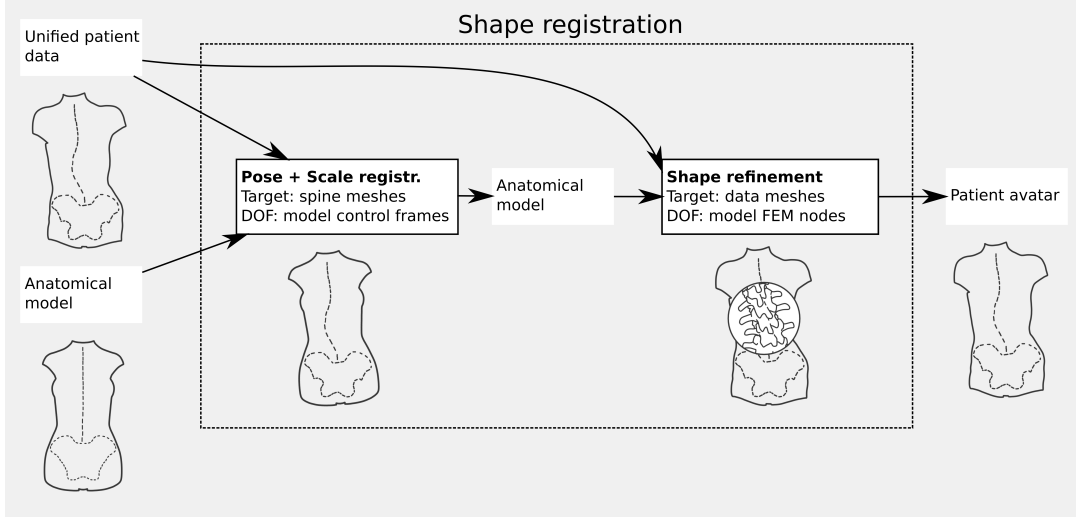 Shape registration
Unified patient
data
Pose + Scale registr.
Target: spine meshes
DOF: model control frames
Anatomical
model
Shape refinement
Target: data meshes
DOF: model FEM nodes
Patient avatar
Anatomical
model